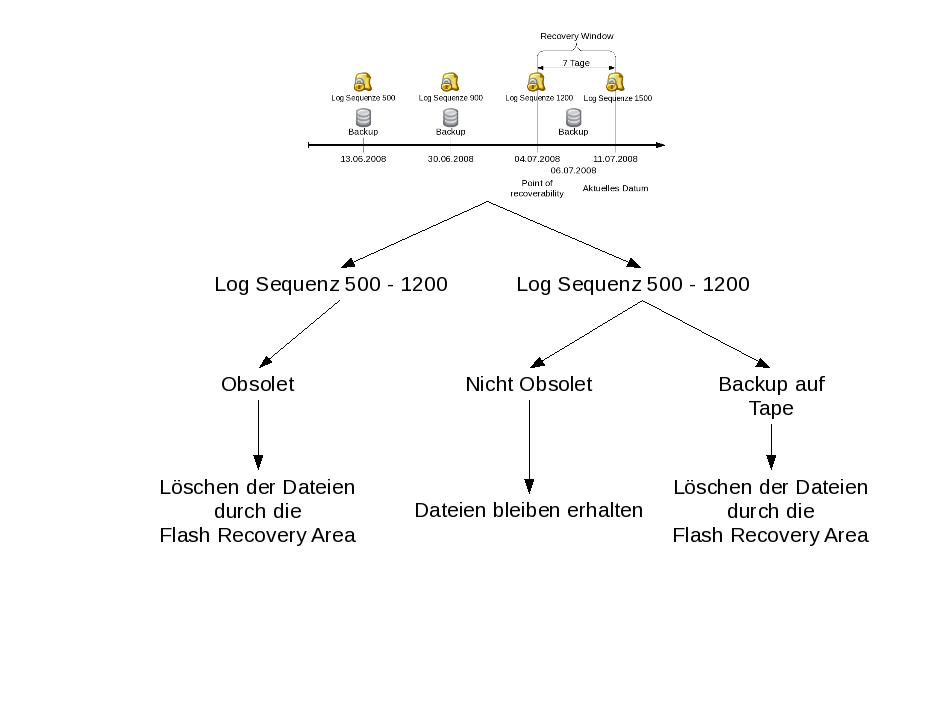 Recovery Window
7 Tage
Log Sequenze 500
Log Sequenze 900
Log Sequenze 1200
Log Sequenze 1500
Backup
Backup
Backup
13.06.2008
30.06.2008
04.07.2008
11.07.2008
06.07.2008
Point of
recoverability
Aktuelles Datum
Log Sequenz 500 - 1200
Log Sequenz 500 - 1200
Obsolet
Nicht Obsolet
Backup auf
Tape
Löschen der Dateien
durch die
Flash Recovery Area
Dateien bleiben erhalten
Löschen der Dateien
durch die
Flash Recovery Area